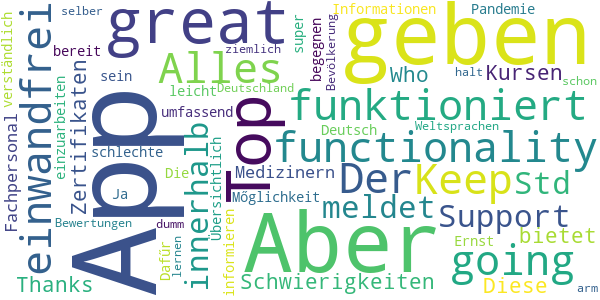 selber
great
geben
Informationen
Pandemie
verständlich
einwandfrei
bereit
ziemlich
super
begegnen
Bevölkerung
Alles
Who
Kursen
sein
leicht
Deutschland
halt
schon
einzuarbeiten
Zertifikaten
App
Top
umfassend
funktioniert
Fachpersonal
schlechte
innerhalb
Übersichtlich
Deutsch
Weltsprachen
functionality
Die
Medizinern
Der
Keep
Std
Ja
Möglichkeit
meldet
Support
Bewertungen
dumm
Dafür
lernen
informieren
Aber
Ernst
bietet
going
Thanks
Schwierigkeiten
Diese
arm